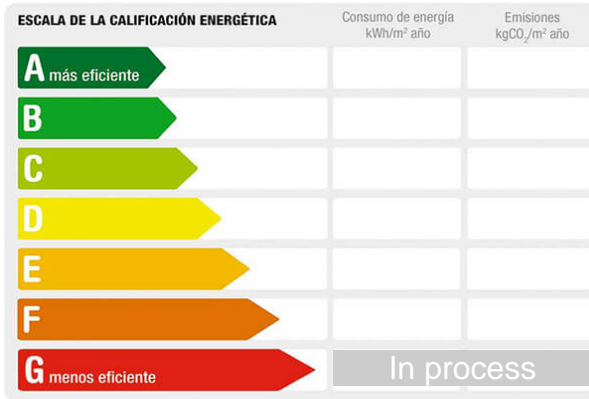 ESCALA DE LA CALIFICACIÓN ENERGÉTICA
Consumo de energía
kWh/m² año
Emisiones
kgCO₂/m² año
A más eficiente
B
C
D
E
F
G menos eficiente
In process